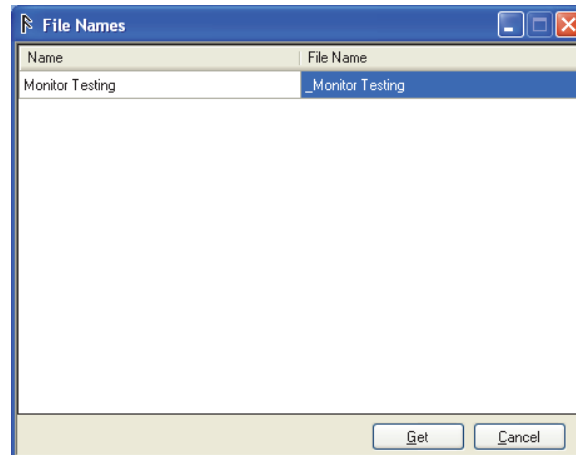 File Names
Name File Name
Monitor Testing _Monitor Testing
Get Cancel